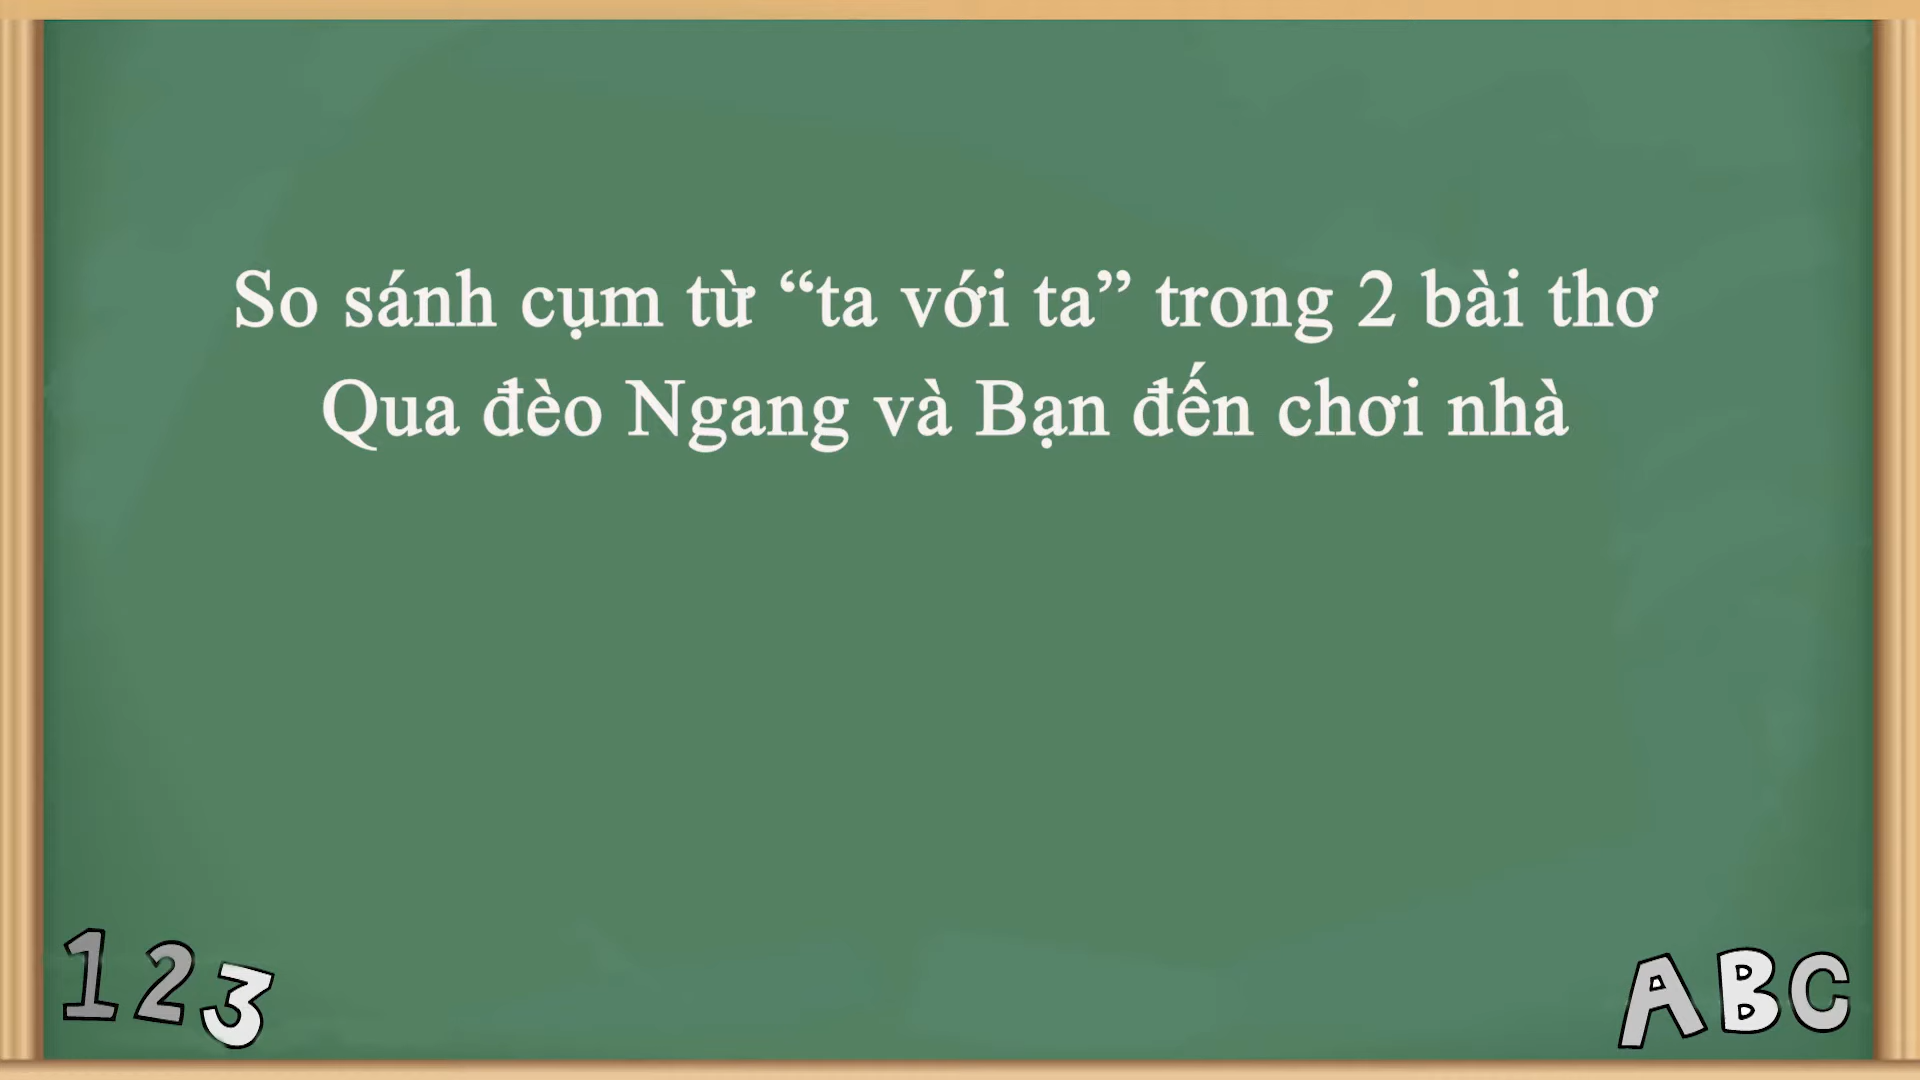 So sánh cụm từ “ta với ta” trong 2 bài thơ
Qua đèo Ngang và Bạn đến chơi nhà
123
ABC